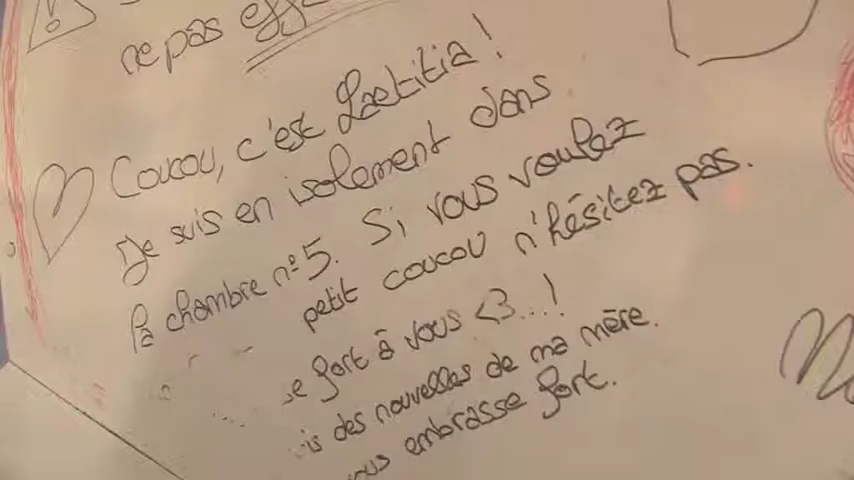 ne pas
Coucou, c'est Laetitia !
Je suis en isolement dans
la chambre n°5. Si vous voulez
petit coucou n'hésitez pas.
fort à vous <3...!
des nouvelles de ma mère.
embrasse fort.